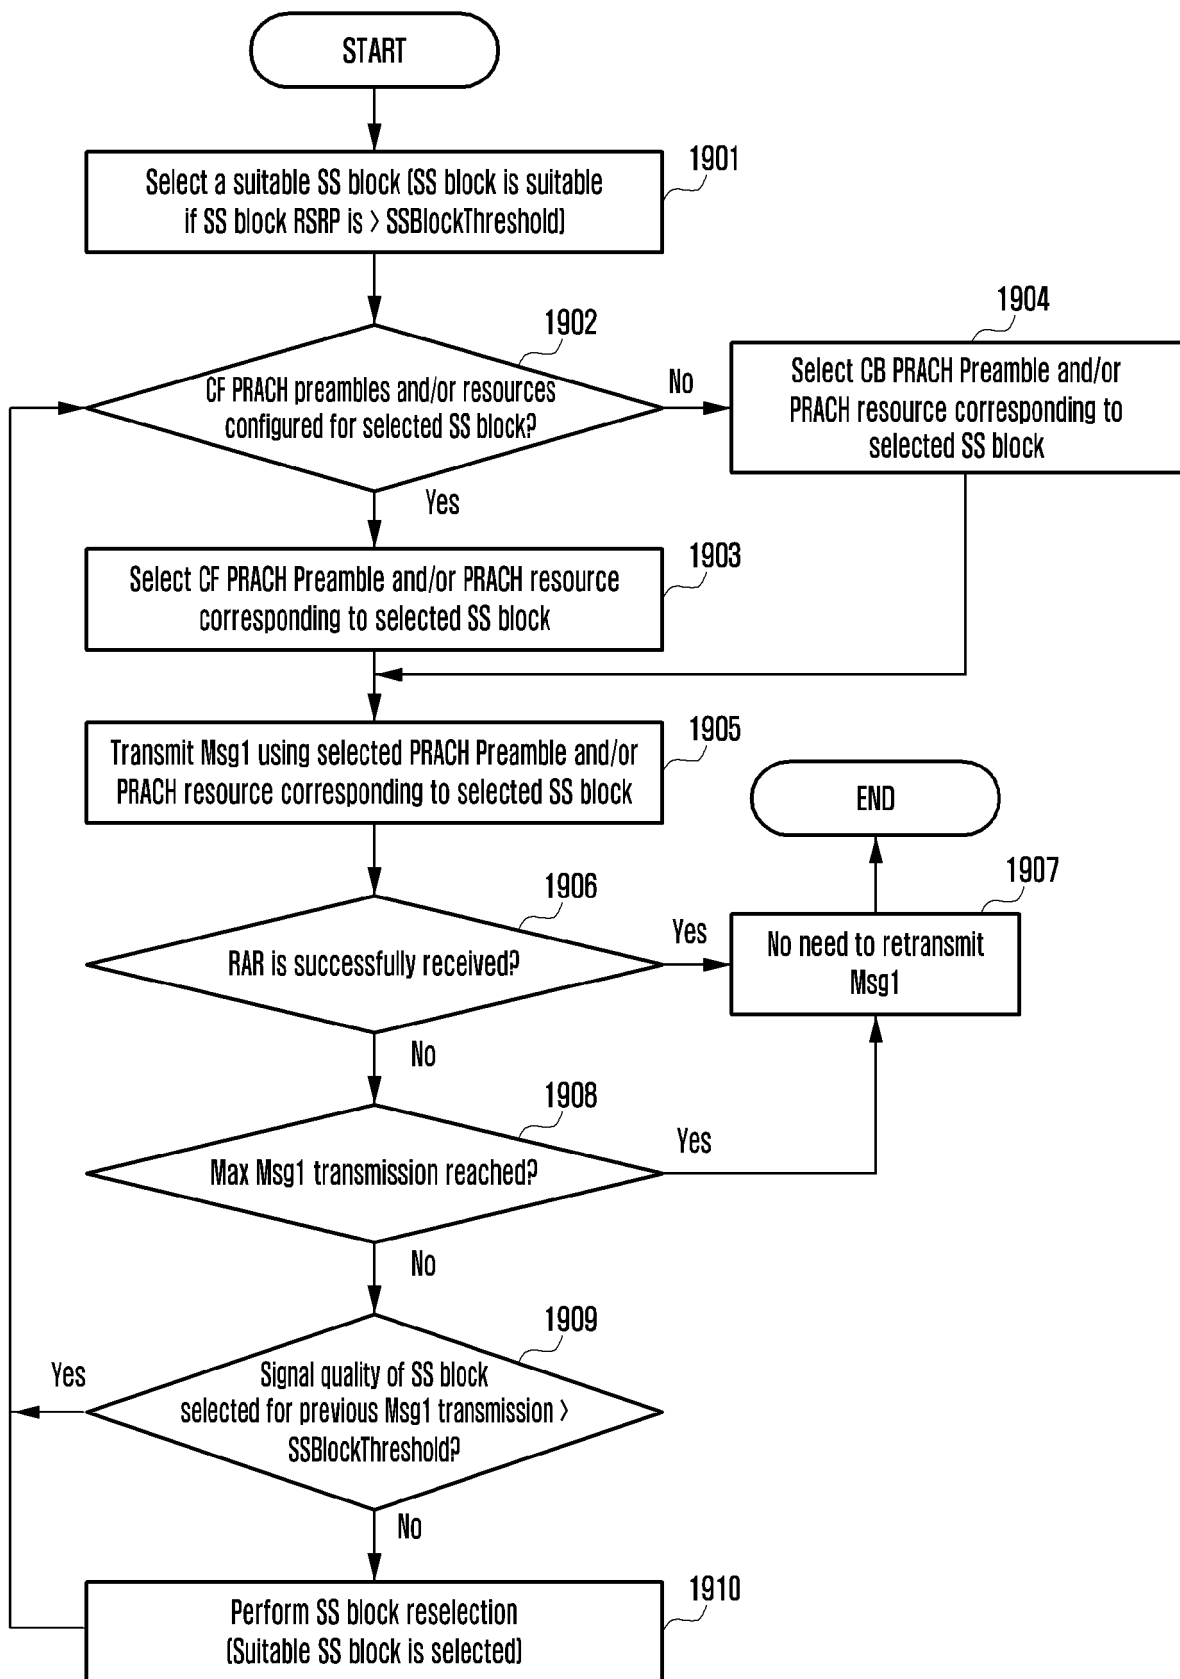 START
1901
Select a suitable SS block (SS block is suitable
if SS block RSRP is > SSBlockThreshold)
1902
CF PRACH preambles and/or resources
configured for selected SS block?
No
1904
Select CB PRACH Preamble and/or
PRACH resource corresponding to
selected SS block
Yes
1903
Select CF PRACH Preamble and/or PRACH resource
corresponding to selected SS block
1905
Transmit Msg1 using selected PRACH Preamble and/or
PRACH resource corresponding to selected SS block
END
1906
RAR is successfully received?
Yes
1907
No need to retransmit
Msg1
No
1908
Max Msg1 transmission reached?
Yes
No
1909
Signal quality of SS block
selected for previous Msg1 transmission >
SSBlockThreshold?
Yes
No
1910
Perform SS block reselection
(Suitable SS block is selected)